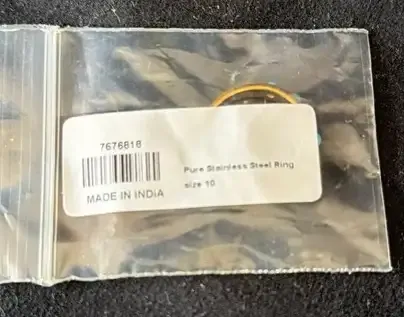 7676818
MADE IN INDIA
Pure Stainless Steel Ring
size 10